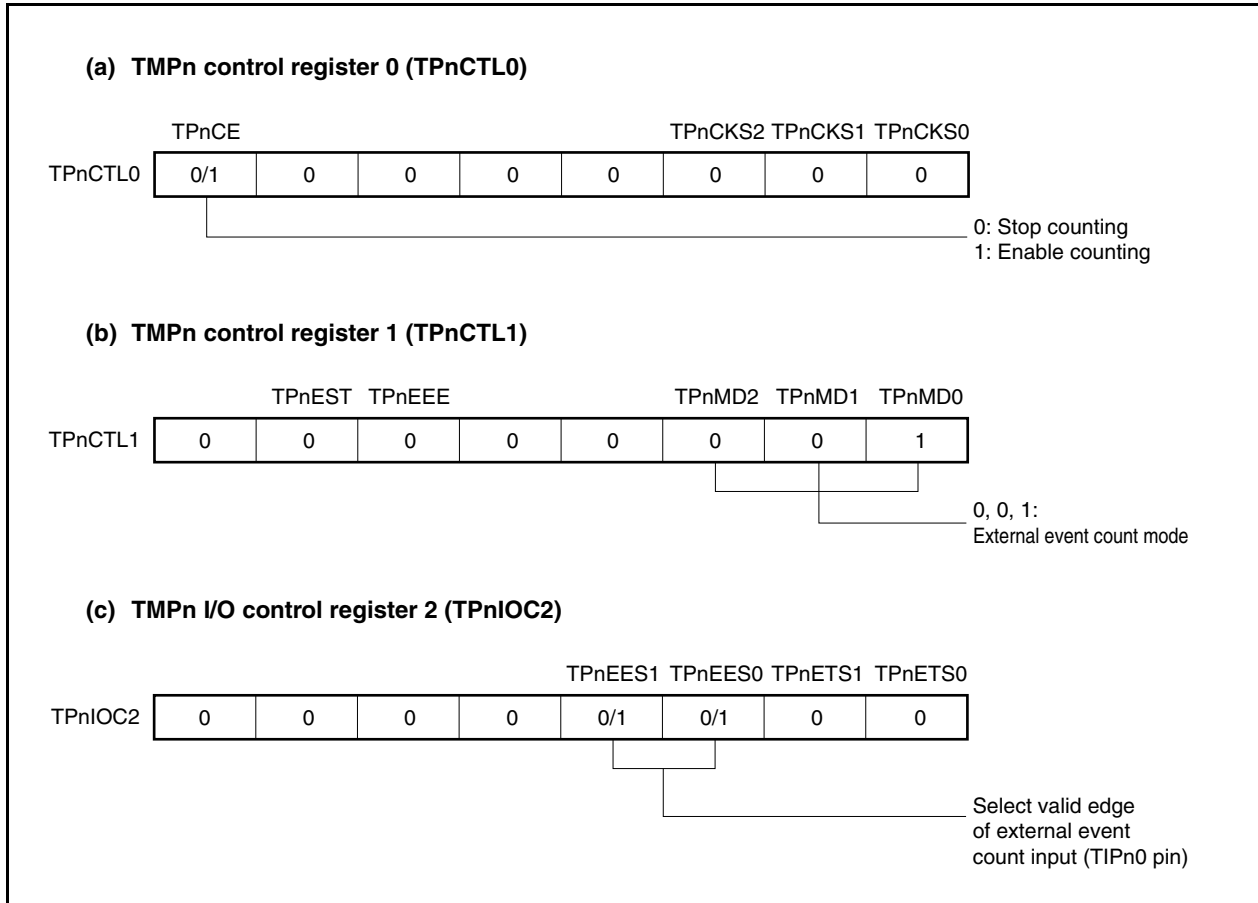 (a) TMPn control register 0 (TPnCTL0)
TPnCE TPnCKS2 TPnCKS1 TPnCKS0
TPnCTL0 0/1 0 0 0 0 0 0 0
0: Stop counting
1: Enable counting
(b) TMPn control register 1 (TPnCTL1)
TPnEST TPnEEE TPnMD2 TPnMD1 TPnMD0
TPnCTL1 0 0 0 0 0 0 0 1
0, 0, 1:
External event count mode
(c) TMPn I/O control register 2 (TPnIOC2)
TPnEES1 TPnEES0 TPnETS1 TPnETS0
TPnIOC2 0 0 0 0 0/1 0/1 0 0
Select valid edge
of external event
count input (TIPn0 pin)